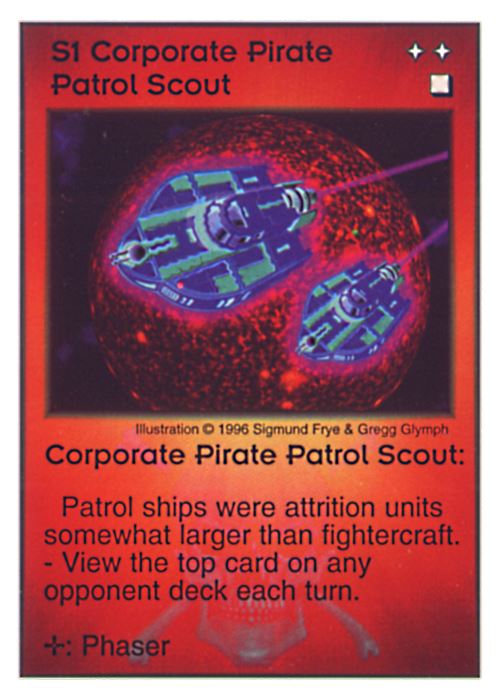 S1 Corporate Pirate
Patrol Scout
Illustration © 1996 Sigmund Frye & Gregg Glymph
Corporate Pirate Patrol Scout:
Patrol ships were attrition units
somewhat larger than fightercraft.
- View the top card on any
opponent deck each turn.
✛: Phaser